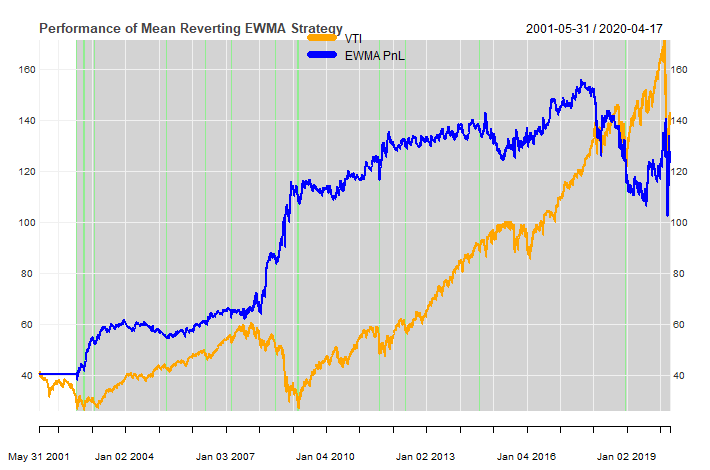 Performance of Mean Reverting EWMA Strategy
2001-05-31 / 2020-04-17
VTI
EWMA PnL
160 160
140 140
120 120
100 100
80 80
60 60
40 40
May 31 2001 Jan 02 2004 Jan 03 2007 Jan 04 2010 Jan 02 2013 Jan 04 2016 Jan 02 2019